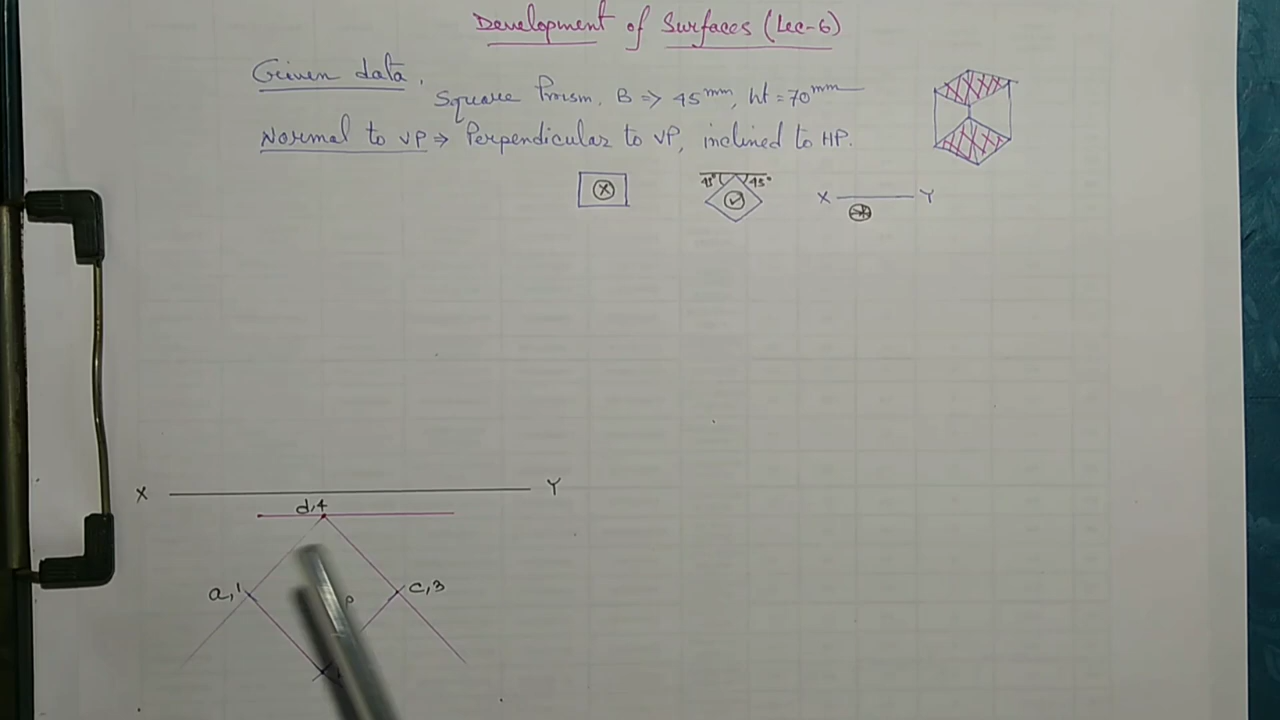 Development of Surfaces (Lec-6)
Given data,
Square Prism, B => 45mm, ht = 70mm
Normal to VP => Perpendicular to VP, inclined to HP.
45° 45°
X Y
X Y
d,4
a,1 c,3